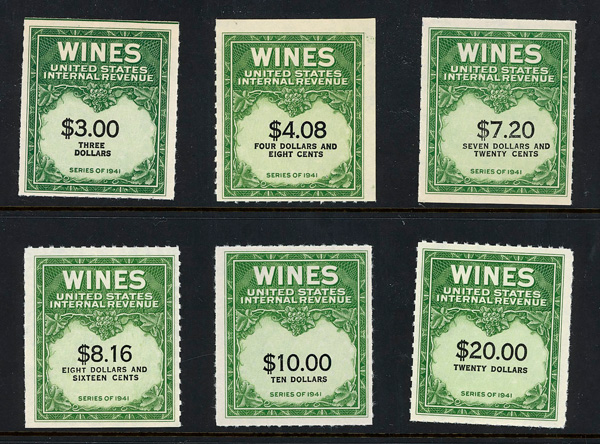 WINES
UNITED STATES
INTERNAL REVENUE
$3.00
THREE
DOLLARS
SERIES OF 1941
WINES
UNITED STATES
INTERNAL REVENUE
$4.08
FOUR DOLLARS AND
EIGHT CENTS
SERIES OF 1941
WINES
UNITED STATES
INTERNAL REVENUE
$7.20
SEVEN DOLLARS AND
TWENTY CENTS
SERIES OF 1941
WINES
UNITED STATES
INTERNAL REVENUE
$8.16
EIGHT DOLLARS AND
SIXTEEN CENTS
SERIES OF 1941
WINES
UNITED STATES
INTERNAL REVENUE
$10.00
TEN DOLLARS
SERIES OF 1941
WINES
UNITED STATES
INTERNAL REVENUE
$20.00
TWENTY DOLLARS
SERIES OF 1941